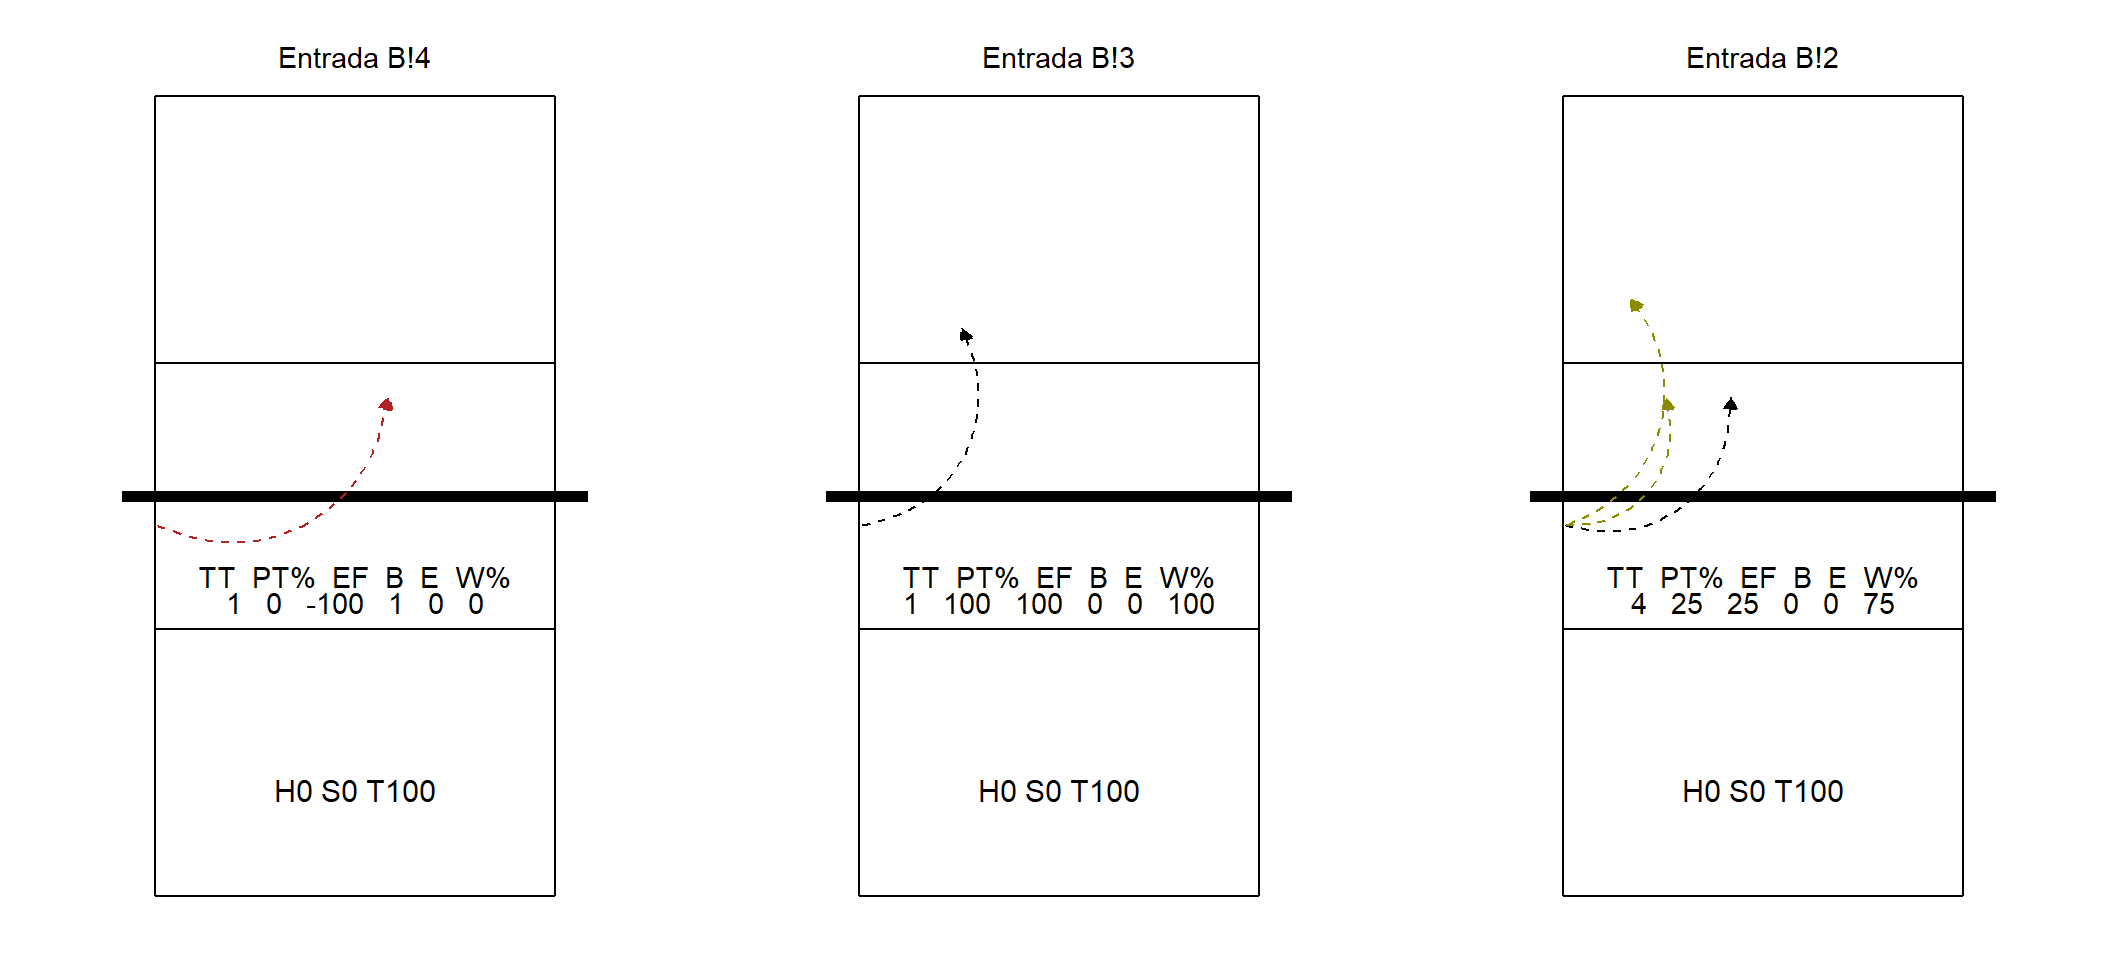 Entrada B!4
TT PT% EF B E W%
1 0 -100 1 0 0
H0 S0 T100
Entrada B!3
TT PT% EF B E W%
1 100 100 0 0 100
H0 S0 T100
Entrada B!2
TT PT% EF B E W%
4 25 25 0 0 75
H0 S0 T100